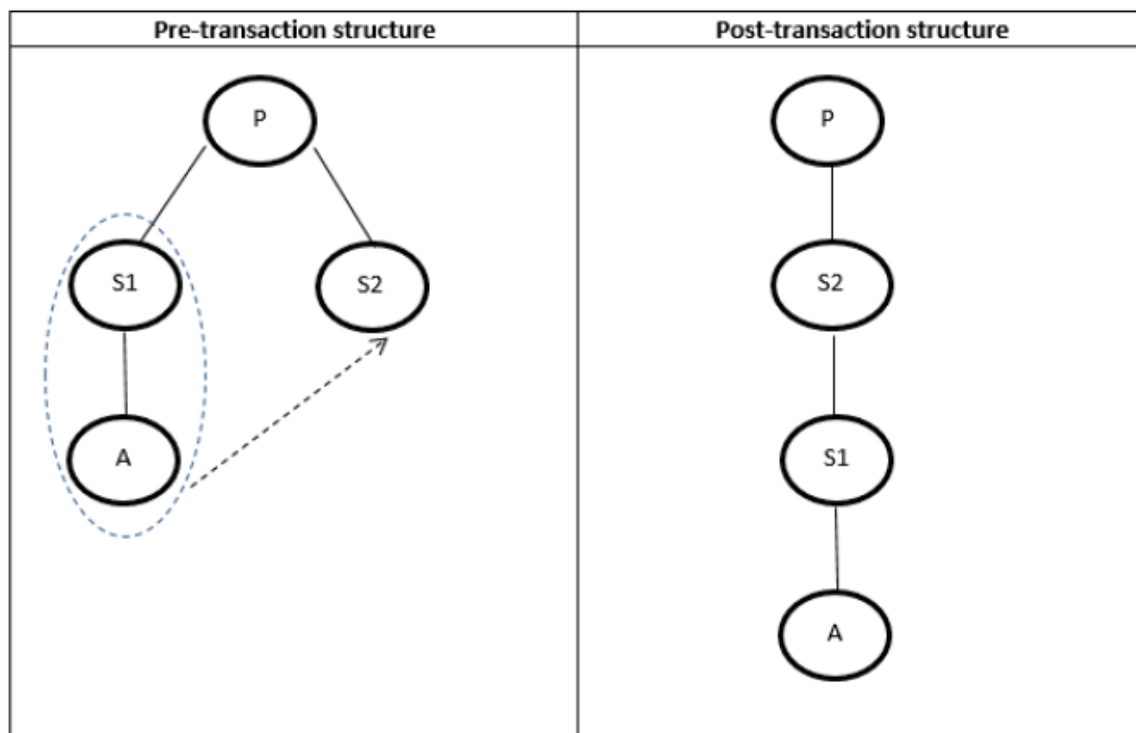 Pre-transaction structure
Post-transaction structure
P
S1
S2
A
P
S2
S1
A